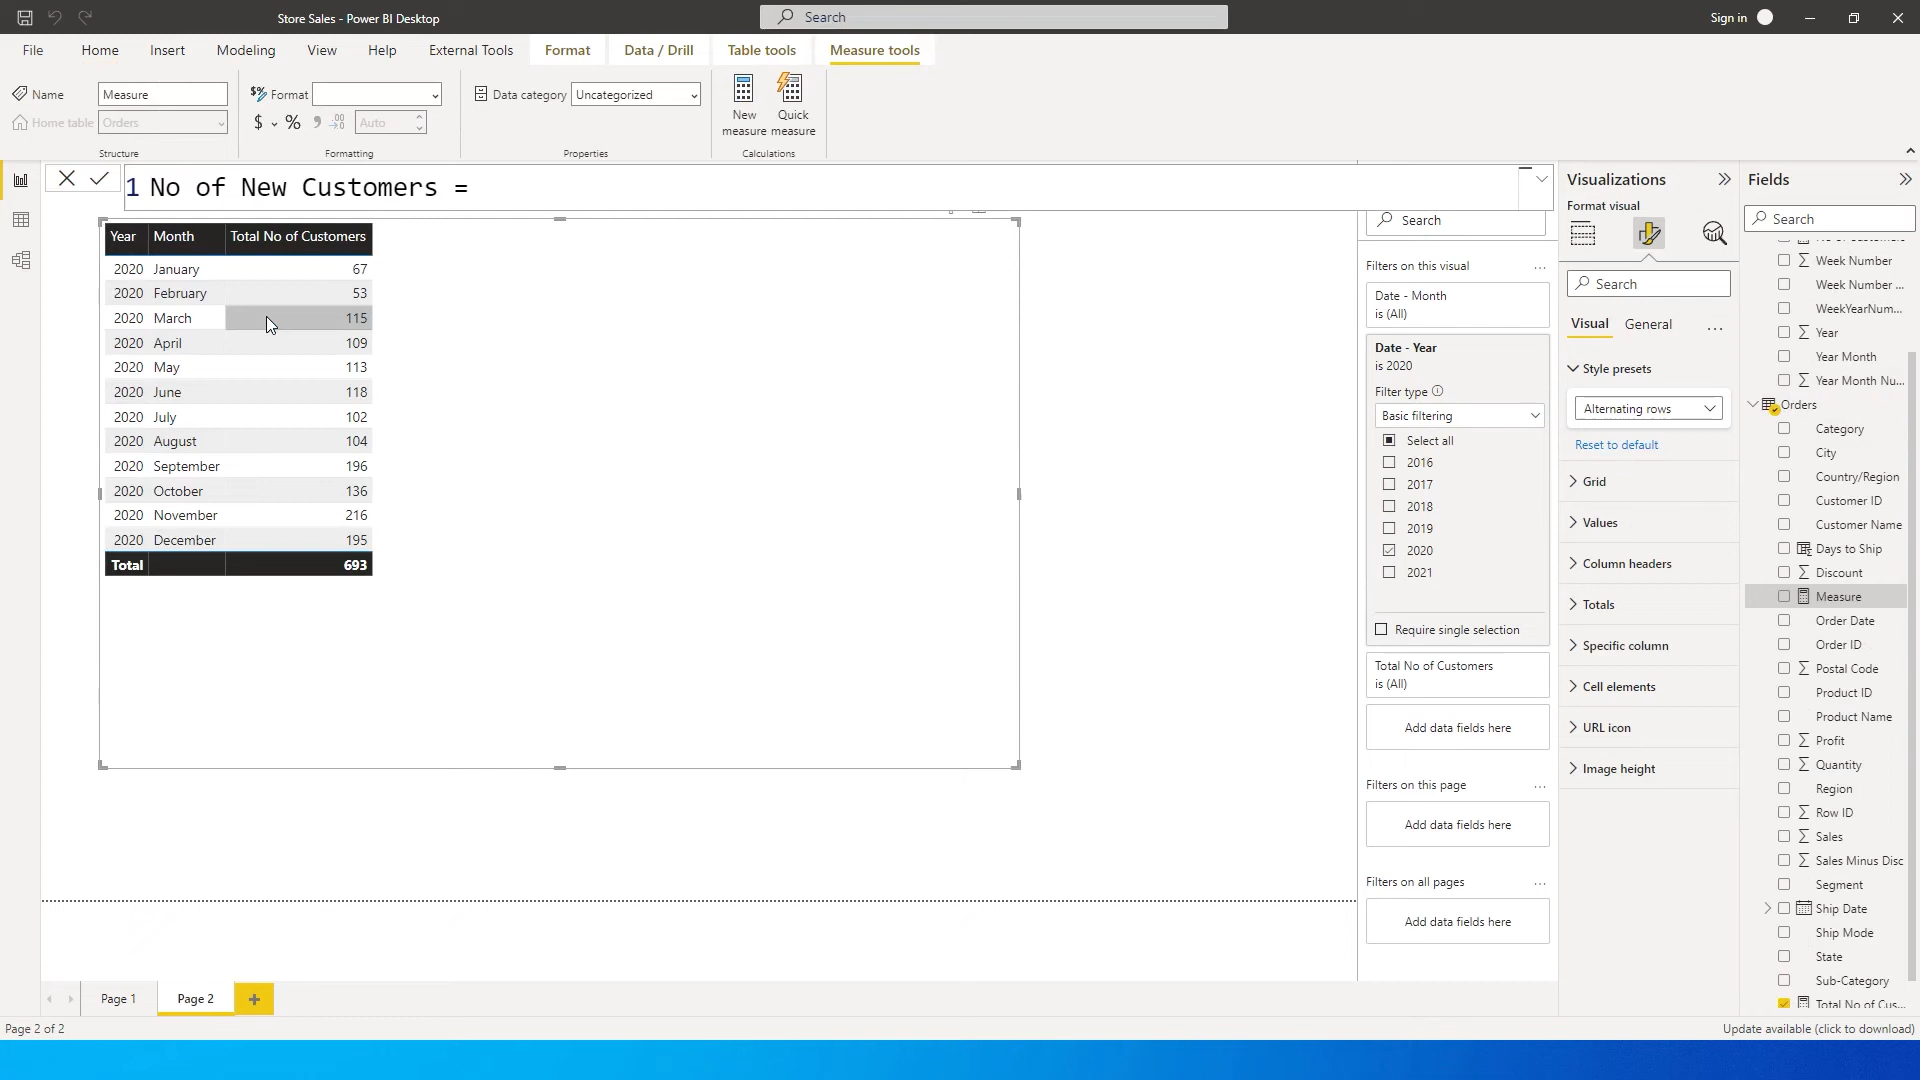 Store Sales - Power BI Desktop
Search
Sign in
File
Home
Insert
Modeling
View
Help
External Tools
Format
Data / Drill
Table tools
Measure tools
Name
Measure
Home table
Orders
Structure
$% Format
$ % 9 .00
Auto
Formatting
Data category
Uncategorized
Properties
New measure
Quick measure
Calculations
1 No of New Customers =
Year Month Total No of Customers
2020 January 67
2020 February 53
2020 March 115
2020 April 109
2020 May 113
2020 June 118
2020 July 102
2020 August 104
2020 September 196
2020 October 136
2020 November 216
2020 December 195
Total 693
Search
Filters on this visual ...
Date - Month
is (All)
Date - Year
is 2020
Filter type
Basic filtering
Select all
2016
2017
2018
2019
2020
2021
Require single selection
Total No of Customers
is (All)
Add data fields here
Filters on this page ...
Add data fields here
Filters on all pages ...
Add data fields here
Visualizations
Format visual
Search
Visual
General
...
Style presets
Alternating rows
Reset to default
Grid
Values
Column headers
Totals
Specific column
Cell elements
URL icon
Image height
Fields
Search
Week Number
Week Number ...
WeekYearNum...
Year
Year Month
Year Month Nu...
Orders
Category
City
Country/Region
Customer ID
Customer Name
Days to Ship
Discount
Measure
Order Date
Order ID
Postal Code
Product ID
Product Name
Profit
Quantity
Region
Row ID
Sales
Sales Minus Disc
Segment
Ship Date
Ship Mode
State
Sub-Category
Total No of Cus...
Page 1
Page 2
+
Page 2 of 2
Update available (click to download)